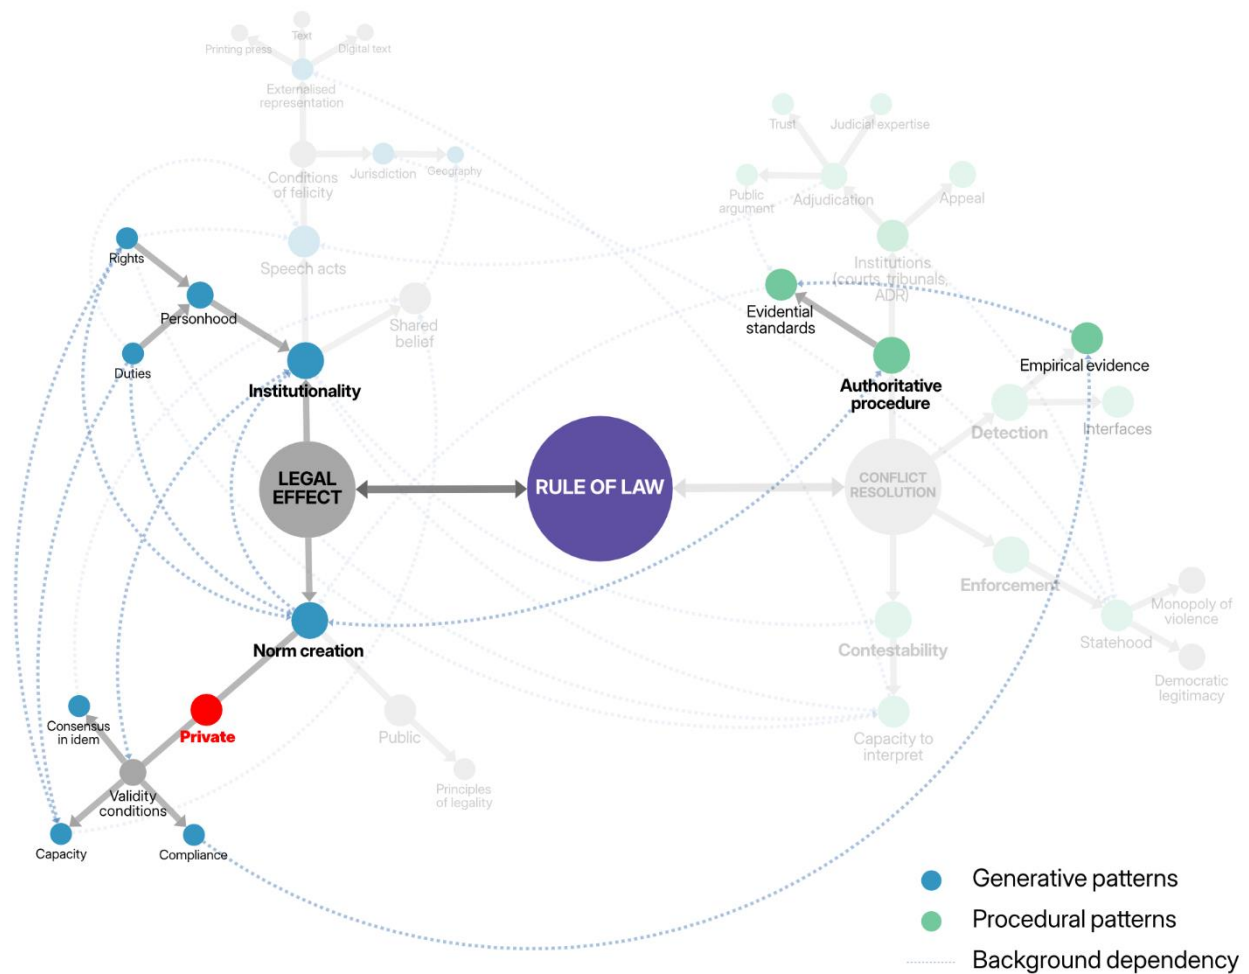 Text
Printing press
Digital text
Externalised
representation
Conditions
of felicity
Jurisdiction
Geography
Speech acts
Shared
belief
Rights
Personhood
Duties
Institutionality
LEGAL
EFFECT
RULE OF LAW
Norm creation
Private
Public
Principles
of legality
Consensus
in idem
Validity
conditions
Capacity
Compliance
Trust
Judicial expertise
Public
argument
Adjudication
Appeal
Institutions
(courts, tribunals,
ADR)
Evidential
standards
Authoritative
procedure
Empirical evidence
Detection
Interfaces
CONFLICT
RESOLUTION
Enforcement
Monopoly of
violence
Statehood
Democratic
legitimacy
Contestability
Capacity to
interpret
Generative patterns
Procedural patterns
Background dependency